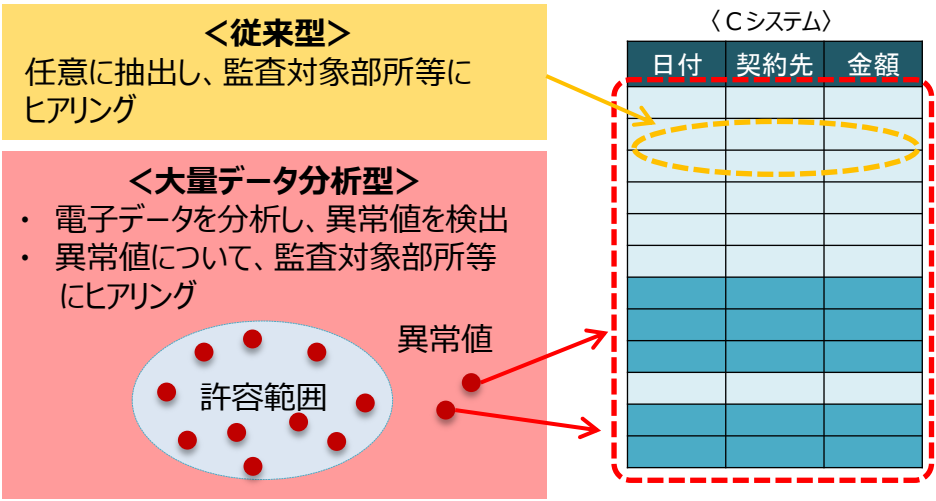 ＜従来型＞
任意に抽出し、監査対象部所等に
ヒアリング
＜大量データ分析型＞
・ 電子データを分析し、異常値を検出
・ 異常値について、監査対象部所等
にヒアリング
異常値
許容範囲
〈Cシステム〉
日付 契約先 金額